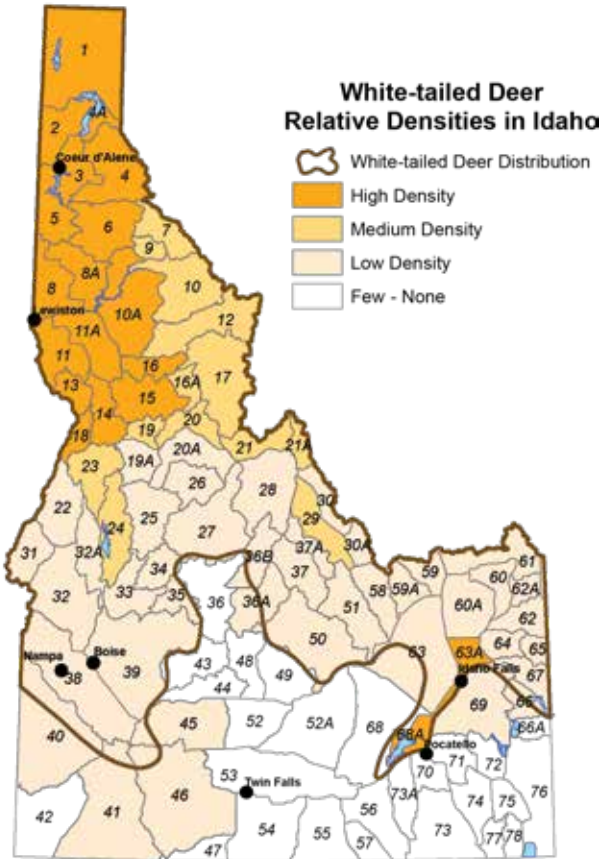 White-tailed Deer
Relative Densities in Idaho
White-tailed Deer Distribution
High Density
Medium Density
Low Density
Few - None
1
4A
2
Coeur d'Alene
3
4
5
6
7
9
8A
10
8
10A
12
Lewiston
11A
11
16
17
13
15
16A
14
18
19
20
21
21A
23
19A
20A
26
28
30
22
24
25
29
27
31
32A
30A
36B
37A
34
37
59
61
33
35
58
59A
60
62A
32
36
36A
51
60A
62
50
Nampa
Boise
39
43
48
63
63A
64
65
38
44
49
Idaho Falls
67
69
66
40
45
52
52A
68
68A
66A
Pocatello
53
Twin Falls
70
71
72
42
41
46
56
73A
74
75
76
47
54
55
57
73
77
78